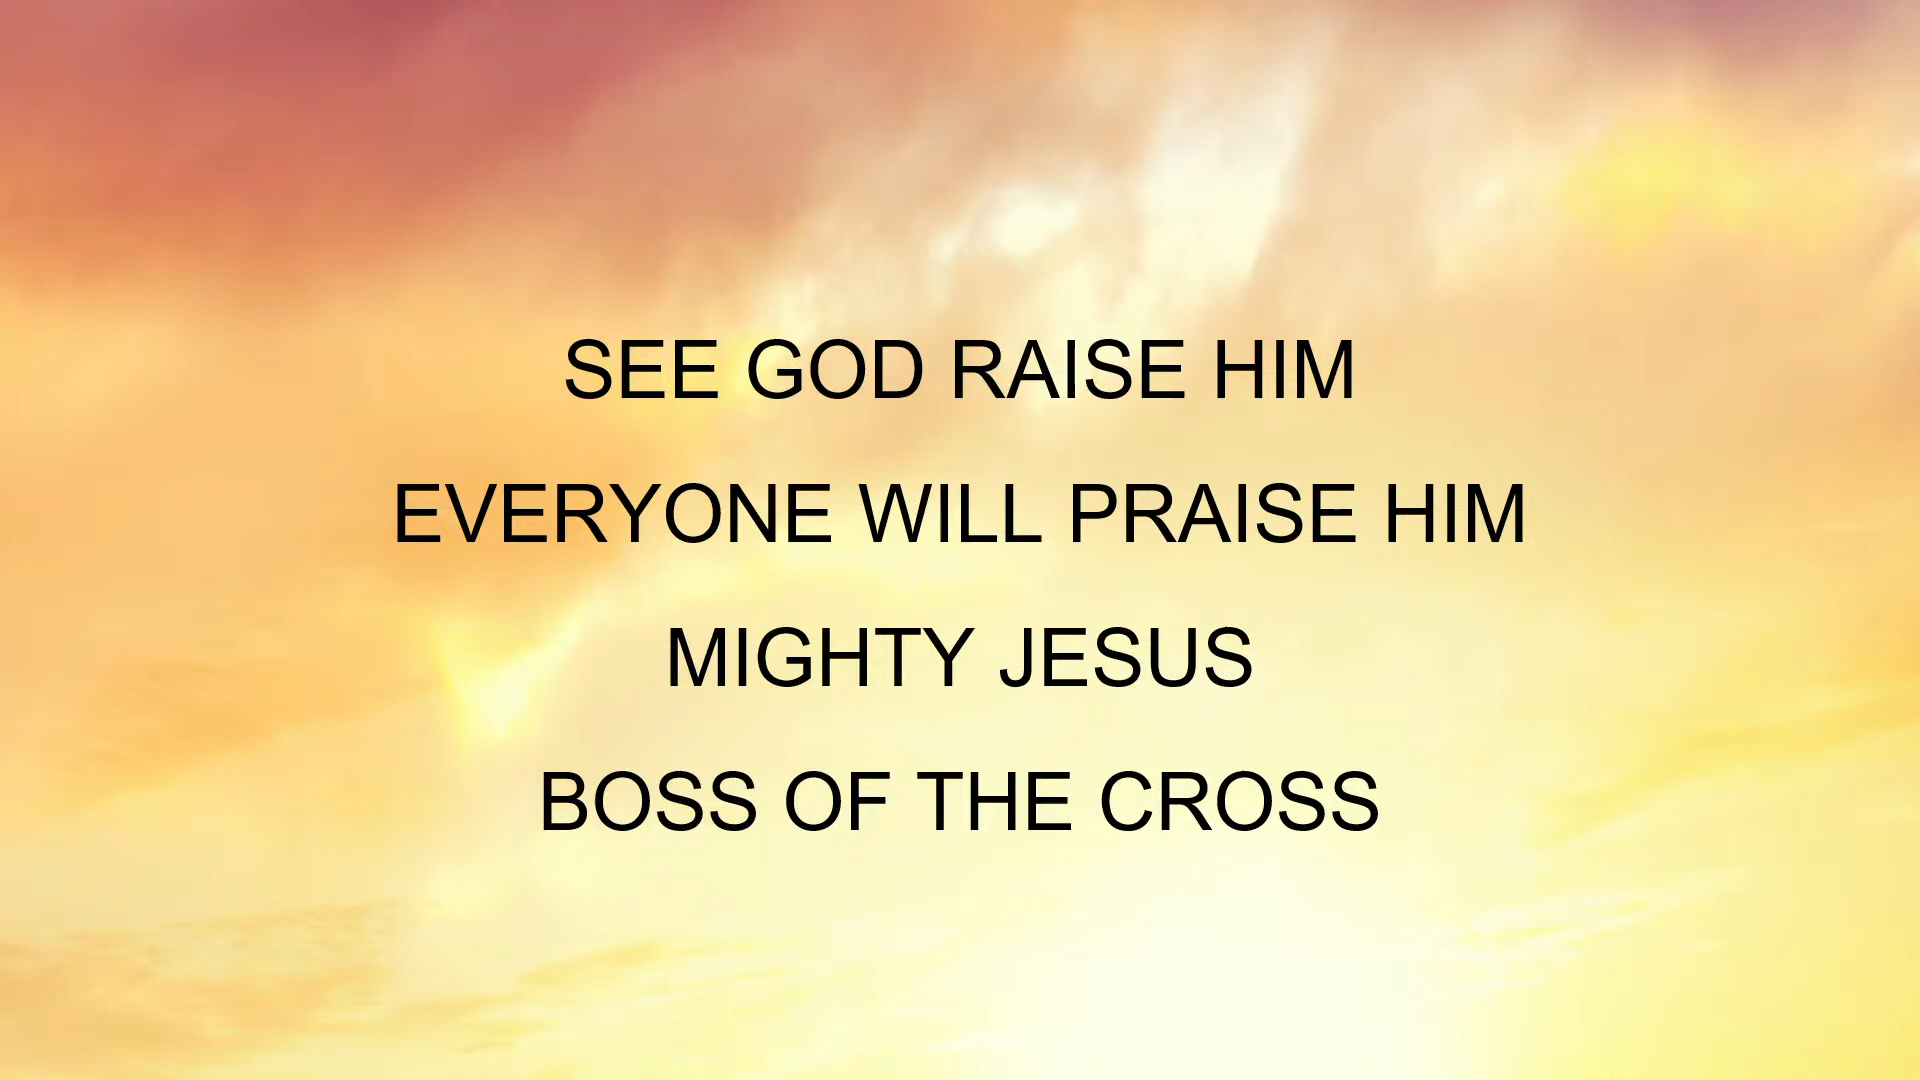 SEE GOD RAISE HIM
EVERYONE WILL PRAISE HIM
MIGHTY JESUS
BOSS OF THE CROSS